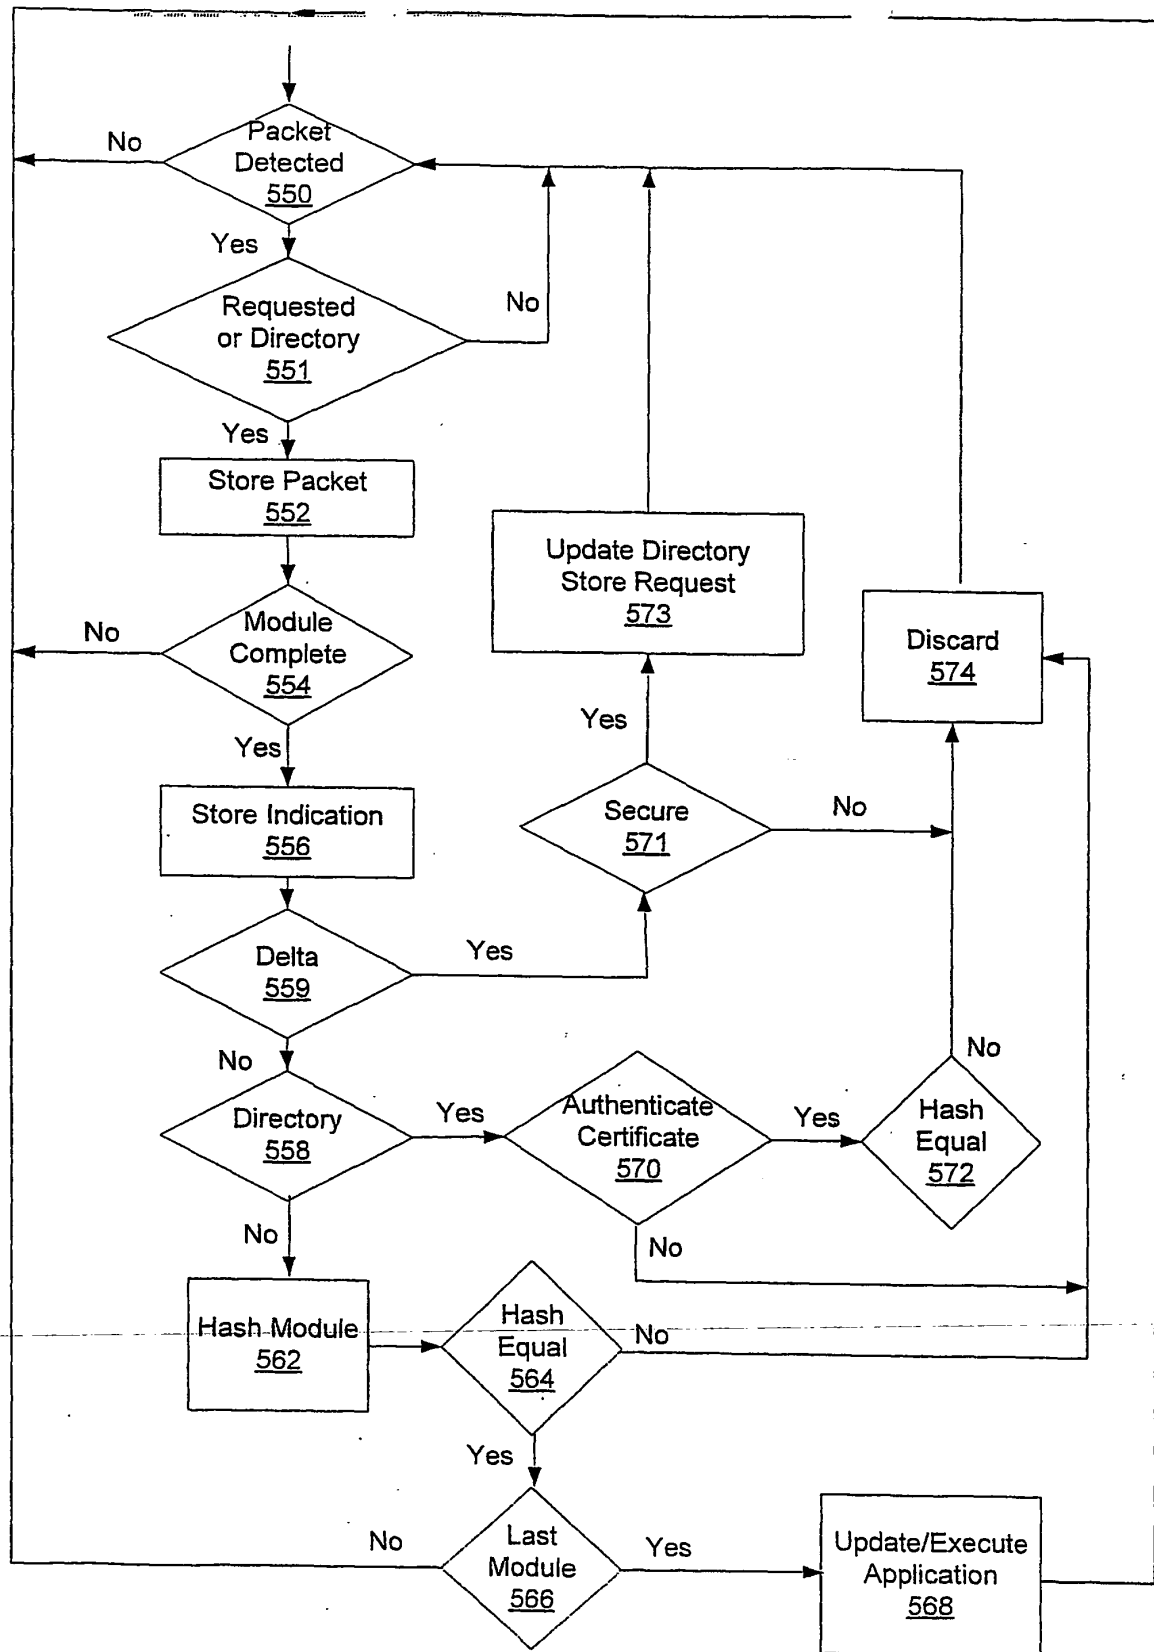 No
Packet
Detected
550
Yes
Requested
or Directory
551
No
Yes
Store Packet
552
Update Directory
Store Request
573
No
Module
Complete
554
Discard
574
Yes
Yes
Store Indication
556
Secure
571
No
Delta
559
Yes
No
No
Directory
558
Yes
Authenticate
Certificate
570
Yes
Hash
Equal
572
No
No
Hash Module
562
Hash
Equal
564
No
Yes
No
Last
Module
566
Yes
Update/Execute
Application
568